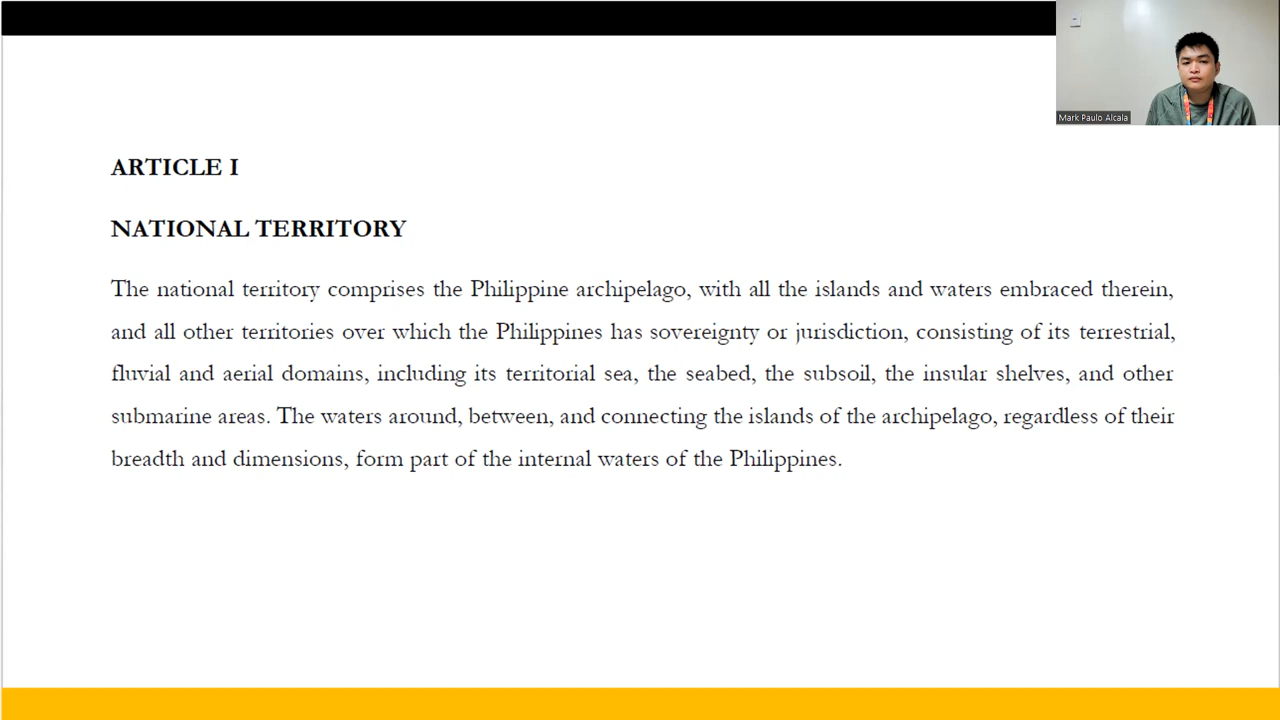 Mark Paulo Alcala
ARTICLE I
NATIONAL TERRITORY
The national territory comprises the Philippine archipelago, with all the islands and waters embraced therein,
and all other territories over which the Philippines has sovereignty or jurisdiction, consisting of its terrestrial,
fluvial and aerial domains, including its territorial sea, the seabed, the subsoil, the insular shelves, and other
submarine areas. The waters around, between, and connecting the islands of the archipelago, regardless of their
breadth and dimensions, form part of the internal waters of the Philippines.